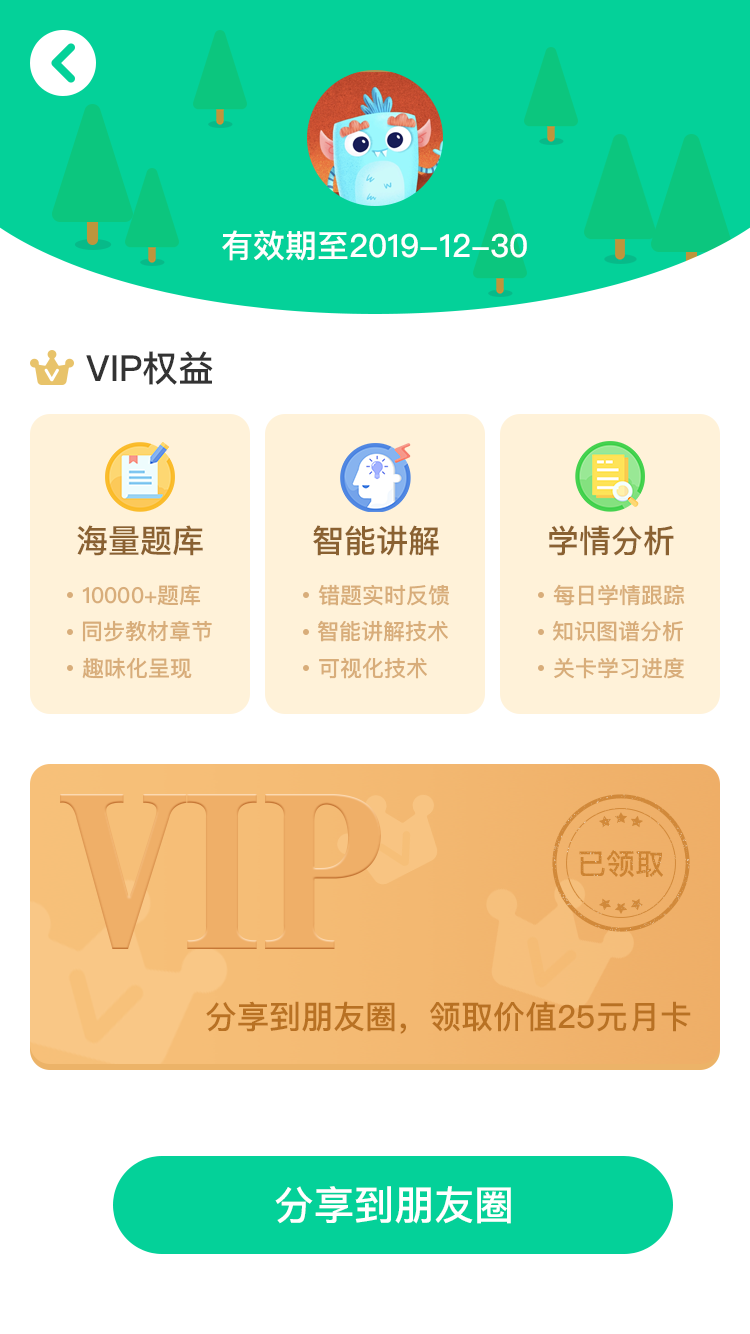 有效期至2019-12-30
VIP权益
海量题库
• 10000+题库
• 同步教材章节
• 趣味化呈现
智能讲解
• 错题实时反馈
• 智能讲解技术
• 可视化技术
学情分析
• 每日学情跟踪
• 知识图谱分析
• 关卡学习进度
VIP
已领取
分享到朋友圈，领取价值25元月卡
分享到朋友圈